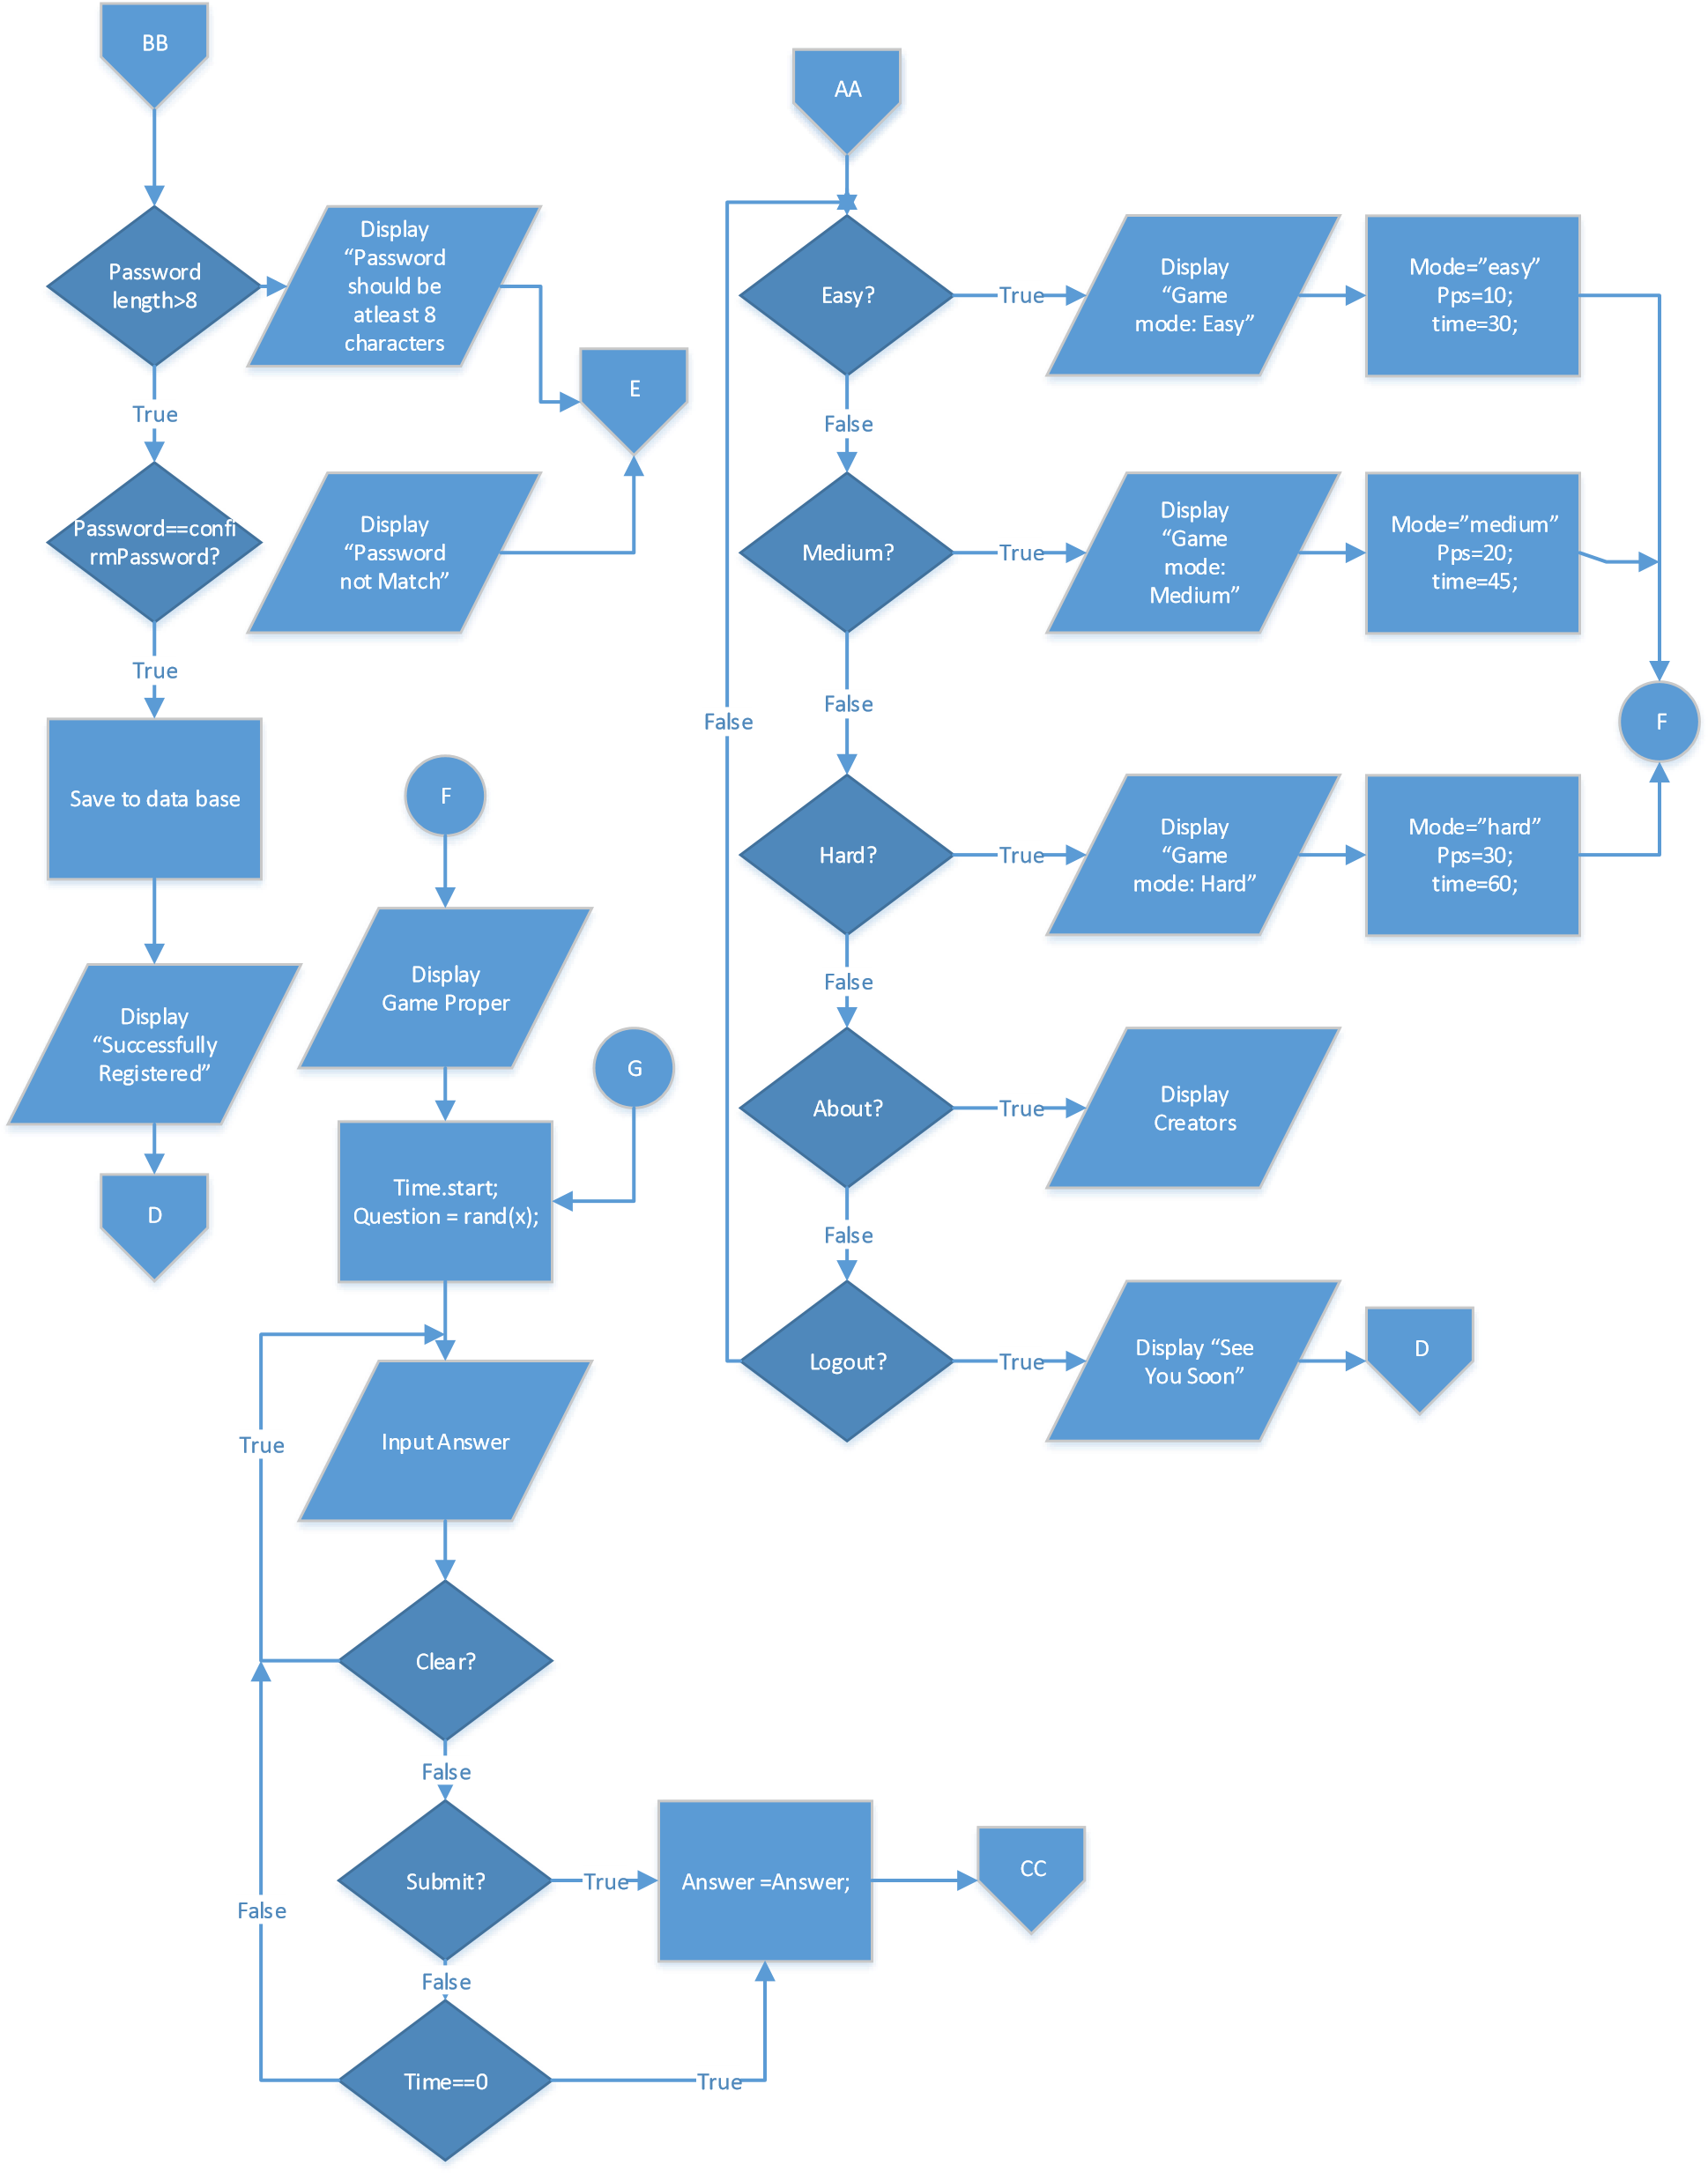 BB
Password
length>8
Display
“Password
should be
atleast 8
characters
E
True
Password==confi
rmPassword?
Display
“Password
not Match”
True
Save to data base
Display
“Successfully
Registered”
D
F
Display
Game Proper
G
Time.start;
Question = rand(x);
Input Answer
True
Clear?
False
Submit?
True
Answer =Answer;
CC
False
False
Time==0
True
AA
Easy?
True
Display
“Game
mode: Easy”
Mode=”easy”
Pps=10;
time=30;
False
Medium?
True
Display
“Game
mode:
Medium”
Mode=”medium”
Pps=20;
time=45;
False
False
F
Hard?
True
Display
“Game
mode: Hard”
Mode=”hard”
Pps=30;
time=60;
False
About?
True
Display
Creators
False
Logout?
True
Display “See
You Soon”
D